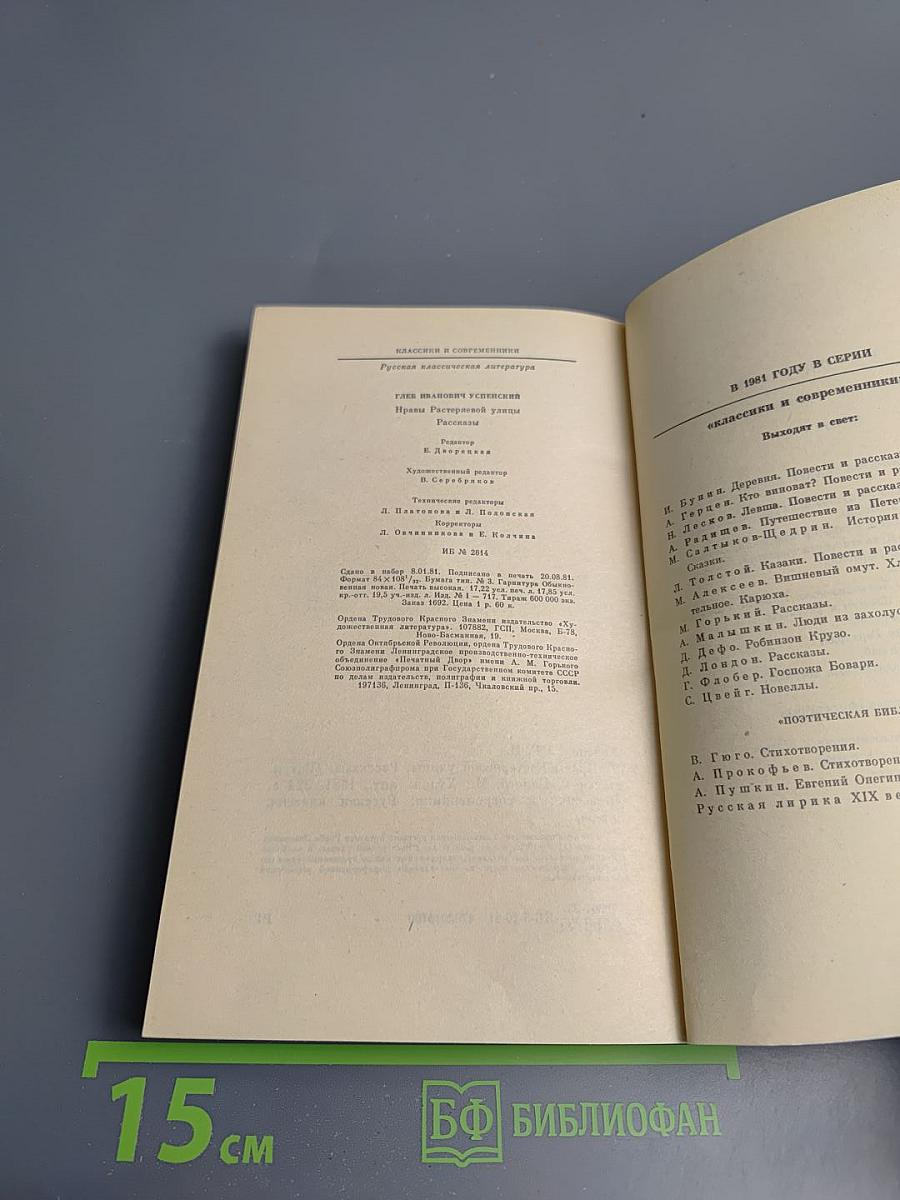 КЛАССИКИ И СОВРЕМЕННИКИ
Русская классическая литература
ГЛЕБ ИВАНОВИЧ УСПЕНСКИЙ
Нравы Растеряевой улицы
Рассказы
Редактор
Е. Дворецкая
Художественный редактор
В. Серебряков
Технические редакторы
Л. Платонова и Л. Полонская
Корректоры
Л. Овчинникова и Е. Колчина
ИБ № 2614
Сдано в набор 8.01.81. Подписано в печать 20.03.81.
Формат 84×108¹/₃₂. Бумага тип. № 3. Гарнитура Обыкно-
венная новая. Печать высокая. 17,22 усл. печ. л. 17,85 усл.
кр.-отт. 19,5 уч.-изд. л. Изд. № 1 — 717. Тираж 600 000 экз.
Заказ 1692. Цена 1 р. 60 к.
Ордена Трудового Красного Знамени издательство «Ху-
дожественная литература». 107882, ГСП, Москва, Б-78,
Ново-Басманная, 19.
Ордена Октябрьской Революции, ордена Трудового Красно-
го Знамени Ленинградское производственно-техническое
объединение «Печатный Двор» имени А. М. Горького
Союзполиграфпрома при Государственном комитете СССР
по делам издательств, полиграфии и книжной торговли.
197136, Ленинград, П-136, Чкаловский пр., 15.
В 1981 ГОДУ В СЕРИИ
«КЛАССИКИ И СОВРЕМЕННИКИ»
Выходят в свет:
И. Бунин. Деревня. Повести и расска
А. Герцен. Кто виноват? Повести и р
Н. Лесков. Левша. Повести и расска
А. Радищев. Путешествие из Пете
М. Салтыков-Щедрин. История
Сказки.
Л. Толстой. Казаки. Повести и рас
М. Алексеев. Вишневый омут. Хл
тельное. Карюха.
М. Горький. Рассказы.
А. Малышкин. Люди из захолус
Д. Дефо. Робинзон Крузо.
Д. Лондон. Рассказы.
Г. Флобер. Госпожа Бовари.
С. Цвейг. Новеллы.
«ПОЭТИЧЕСКАЯ БИБЛ
В. Гюго. Стихотворения.
А. Прокофьев. Стихотворен
А. Пушкин. Евгений Онегин
Русская лирика XIX ве
15 см
БФ БИБЛИОФАН